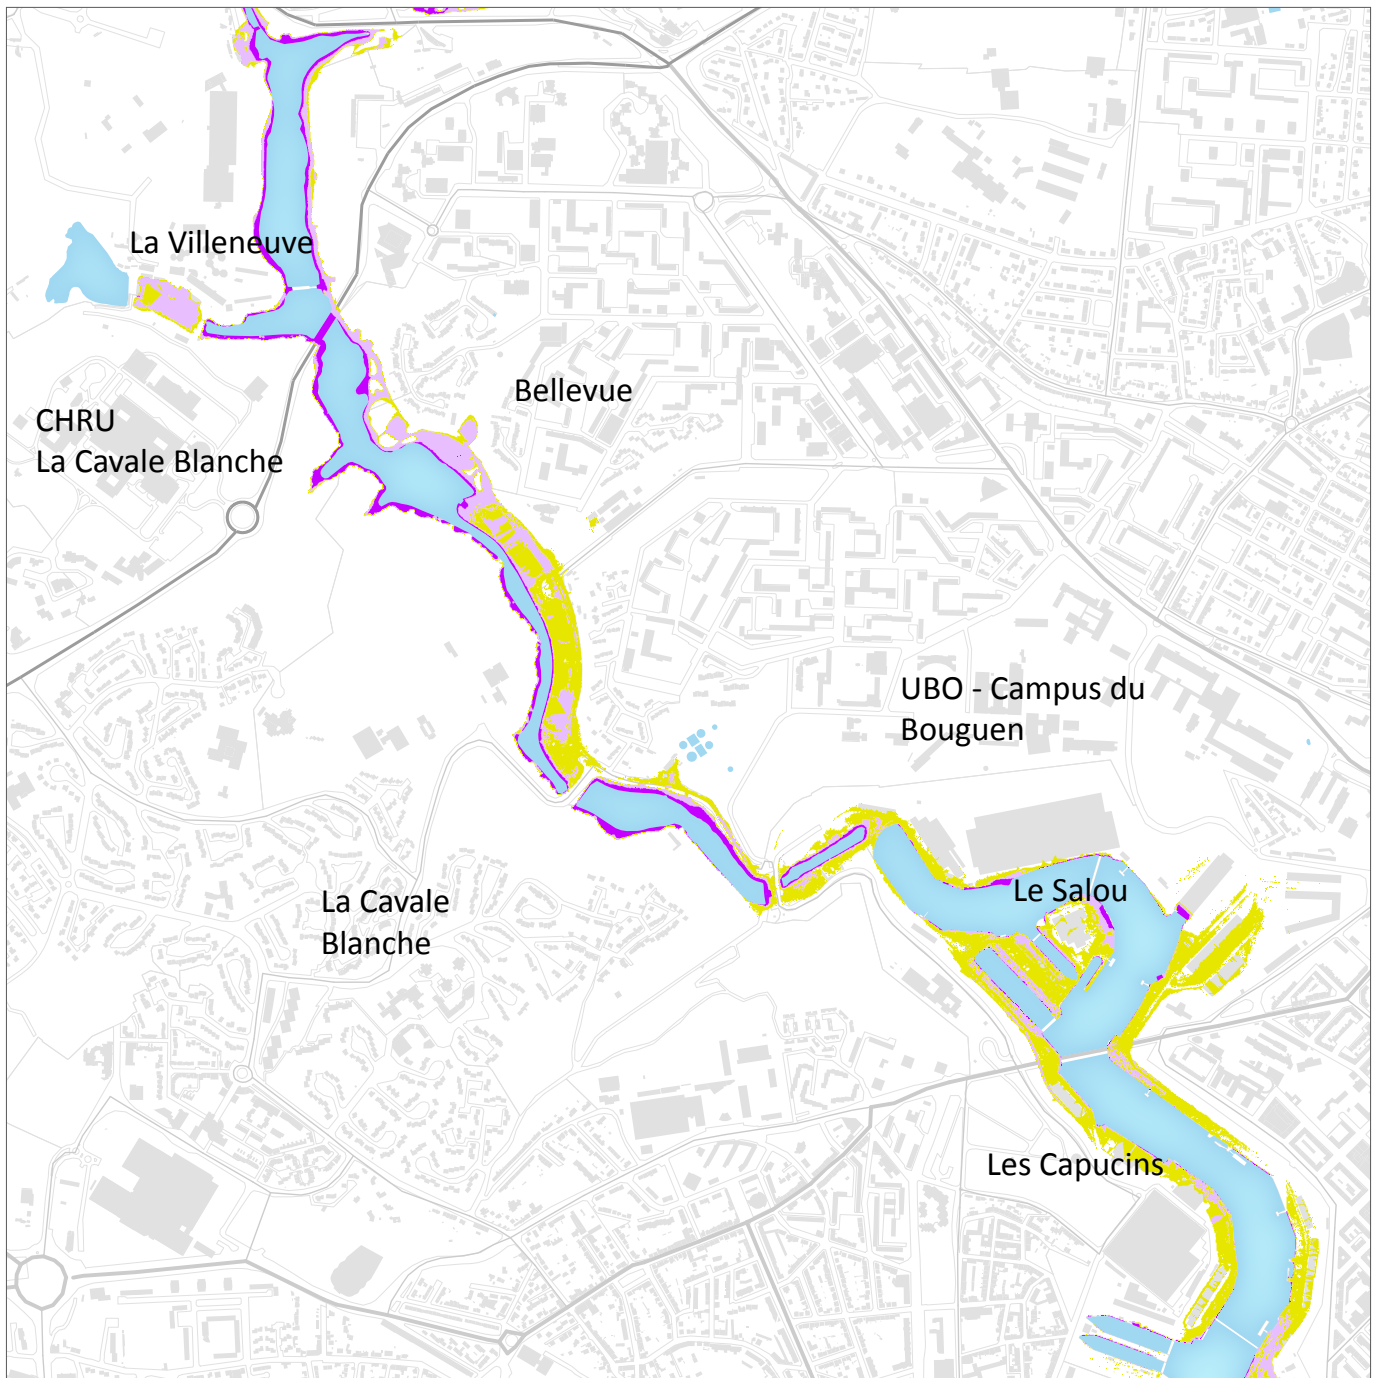 La Villeneuve
Bellevue
CHRU
La Cavale Blanche
UBO - Campus du
Bouguen
Le Salou
La Cavale
Blanche
Les Capucins